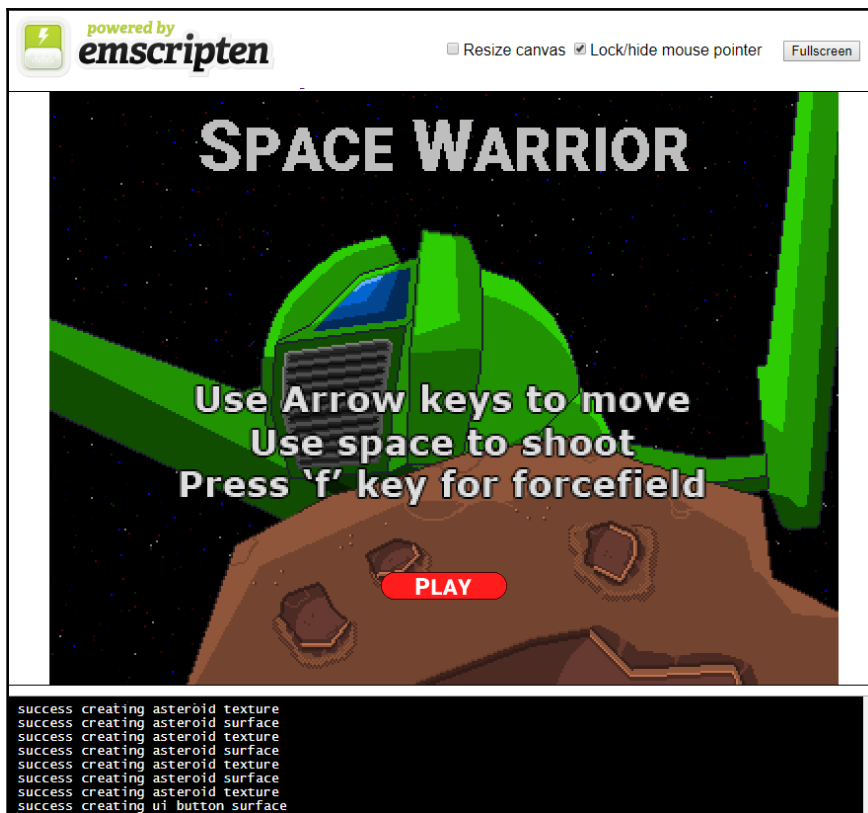 powered by
emscripten
Resize canvas Lock/hide mouse pointer Fullscreen
SPACE WARRIOR
Use Arrow keys to move
Use space to shoot
Press ‘f’ key for forcefield
PLAY
success creating asteroid texture
success creating asteroid surface
success creating asteroid texture
success creating asteroid surface
success creating asteroid texture
success creating asteroid surface
success creating asteroid texture
success creating ui button surface